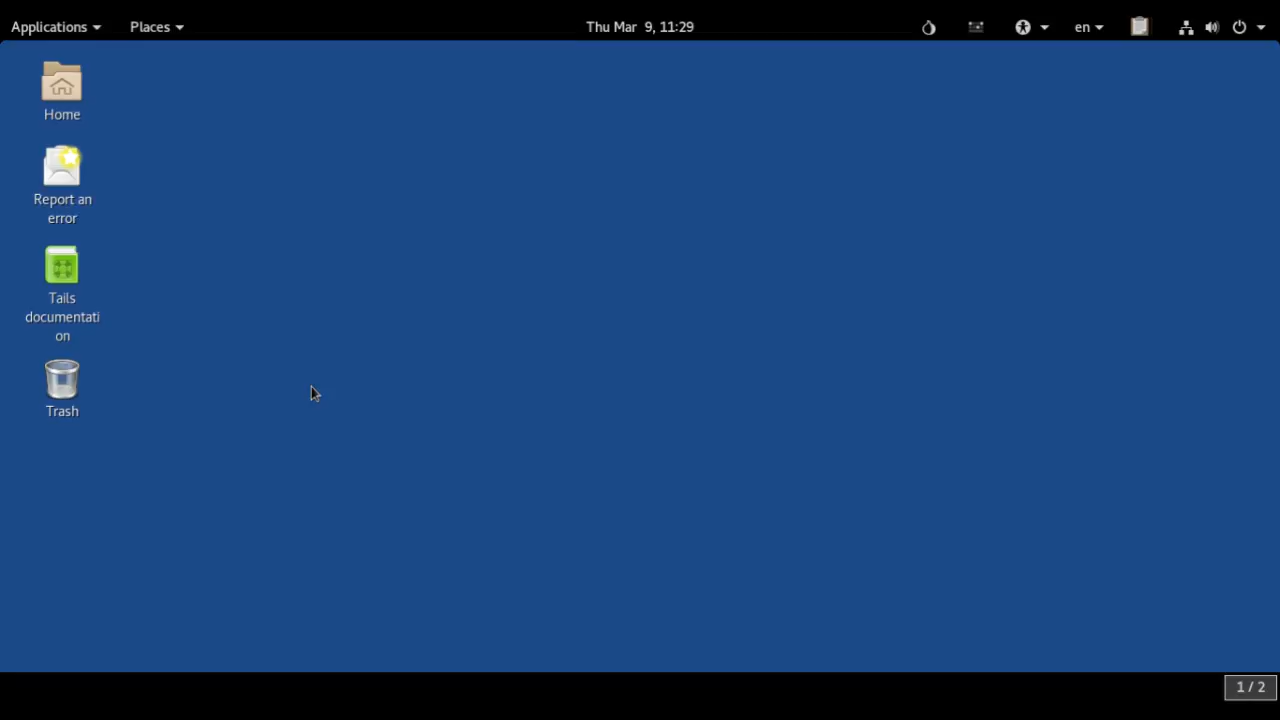 Applications Places Thu Mar 9, 11:29 en
Home
Report an
error
Tails
documentati
on
Trash
1 / 2